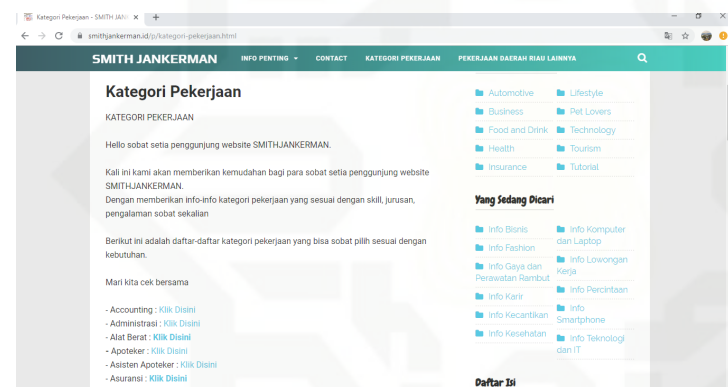 Kategori Pekerjaan - SMITH JAN
smithjankerman.id/p/kategori-pekerjaan.html
SMITH JANKERMAN
INFO PENTING
CONTACT
KATEGORI PEKERJAAN
PEKERJAAN DAERAH RIAU LAINNYA
Kategori Pekerjaan
KATEGORI PEKERJAAN
Hello sobat setia penggunjung website SMITHJANKERMAN.
Kali ini kami akan memberikan kemudahan bagi para sobat setia penggunjung website
SMITHJANKERMAN.
Dengan memberikan info-info kategori pekerjaan yang sesuai dengan skill, jurusan,
pengalaman sobat sekalian
Berikut ini adalah daftar-daftar kategori pekerjaan yang bisa sobat pilih sesuai dengan
kebutuhan.
Mari kita cek bersama
- Accounting : Klik Disini
- Administrasi : Klik Disini
- Alat Berat : Klik Disini
- Apoteker : Klik Disini
- Asisten Apoteker : Klik Disini
- Asuransi : Klik Disini
Automotive
Business
Food and Drink
Health
Insurance
Lifestyle
Pet Lovers
Technology
Tourism
Tutorial
Yang Sedang Dicari
Info Bisnis
Info Fashion
Info Gaya dan
Perawatan Rambut
Info Karir
Info Kecantikan
Info Kesehatan
Info Komputer
dan Laptop
Info Lowongan
Kerja
Info Percintaan
Info
Smartphone
Info Teknologi
dan IT
Daftar Isi